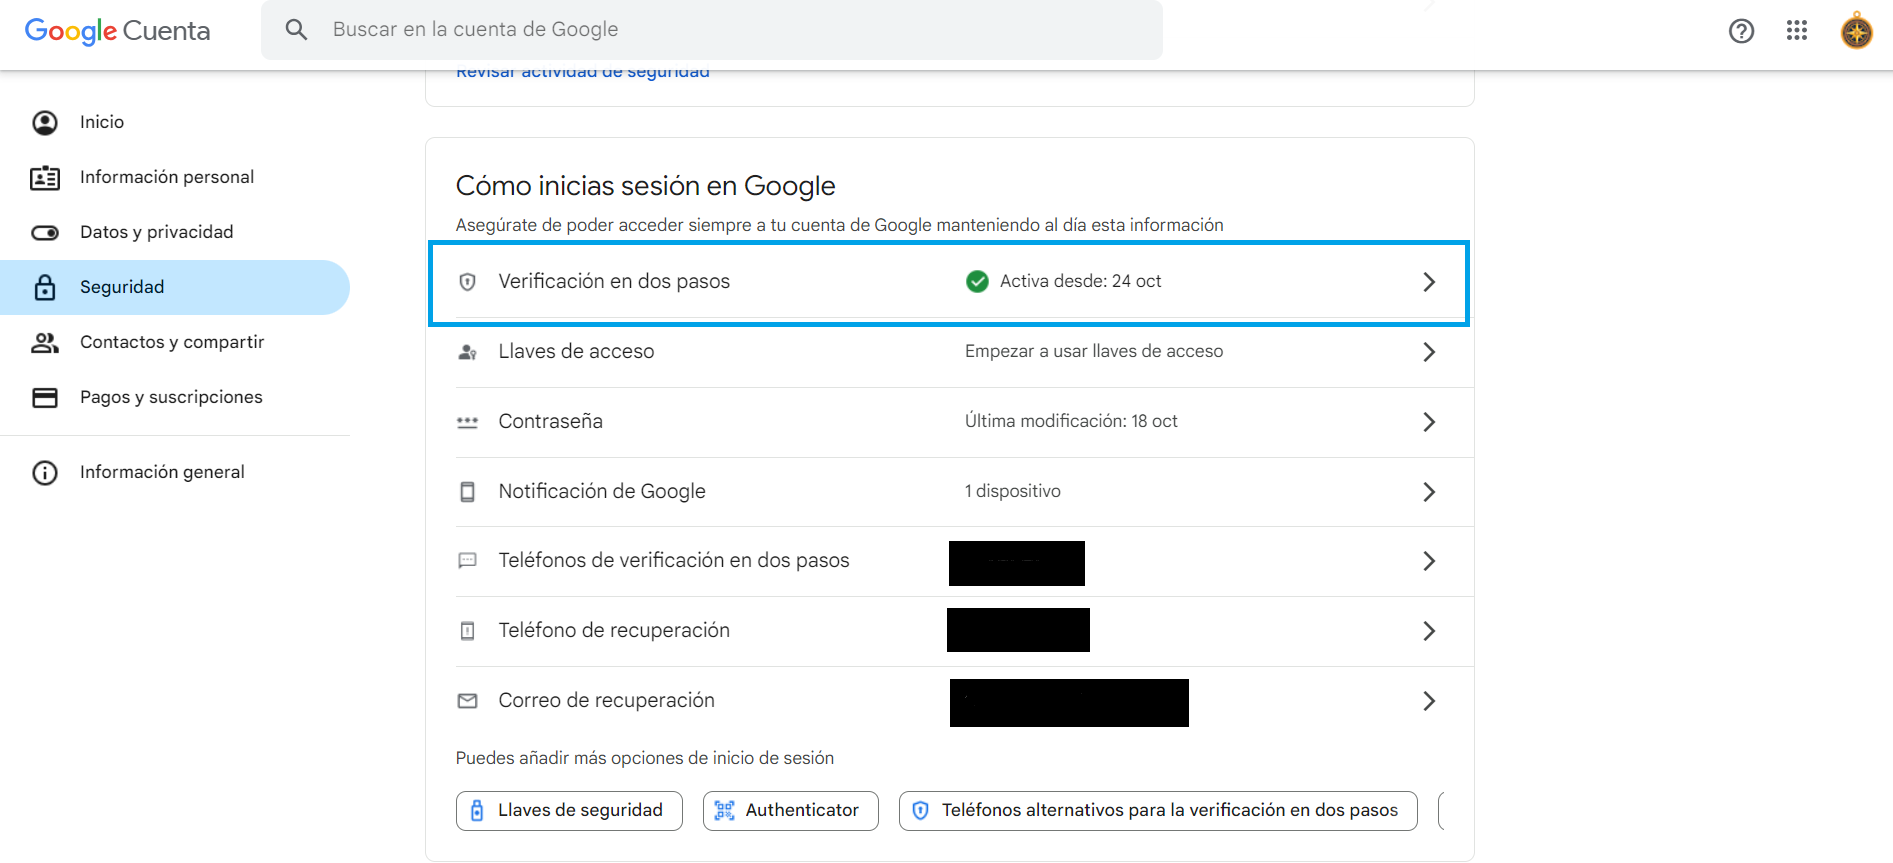 Google Cuenta
Buscar en la cuenta de Google
Revisar actividad de seguridad
Inicio
Información personal
Datos y privacidad
Seguridad
Contactos y compartir
Pagos y suscripciones
Información general
Cómo inicias sesión en Google
Asegúrate de poder acceder siempre a tu cuenta de Google manteniendo al día esta información
Verificación en dos pasos Activa desde: 24 oct
Llaves de acceso Empezar a usar llaves de acceso
Contraseña Última modificación: 18 oct
Notificación de Google 1 dispositivo
Teléfonos de verificación en dos pasos
Teléfono de recuperación
Correo de recuperación
Puedes añadir más opciones de inicio de sesión
Llaves de seguridad Authenticator Teléfonos alternativos para la verificación en dos pasos